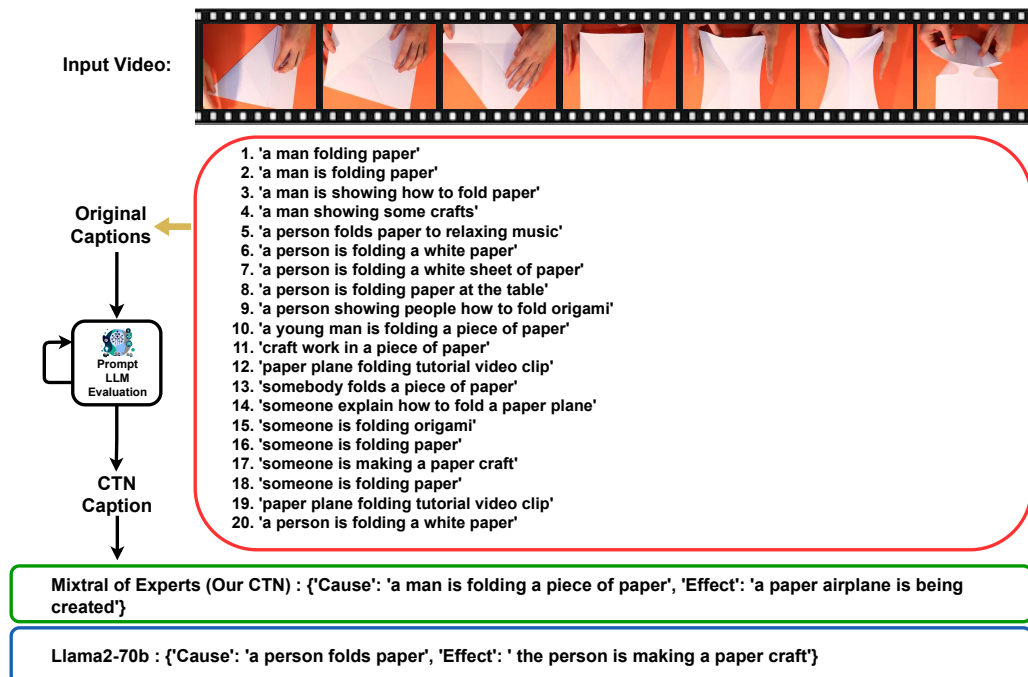 Input Video:
1. 'a man folding paper'
2. 'a man is folding paper'
3. 'a man is showing how to fold paper'
4. 'a man showing some crafts'
5. 'a person folds paper to relaxing music'
6. 'a person is folding a white paper'
7. 'a person is folding a white sheet of paper'
8. 'a person is folding paper at the table'
9. 'a person showing people how to fold origami'
10. 'a young man is folding a piece of paper'
11. 'craft work in a piece of paper'
12. 'paper plane folding tutorial video clip'
13. 'somebody folds a piece of paper'
14. 'someone explain how to fold a paper plane'
15. 'someone is folding origami'
16. 'someone is folding paper'
17. 'someone is making a paper craft'
18. 'someone is folding paper'
19. 'paper plane folding tutorial video clip'
20. 'a person is folding a white paper'
Original
Captions
Prompt
LLM
Evaluation
CTN
Caption
Mixtral of Experts (Our CTN) : {'Cause': 'a man is folding a piece of paper', 'Effect': 'a paper airplane is being
created'}
Llama2-70b : {'Cause': 'a person folds paper', 'Effect': ' the person is making a paper craft'}